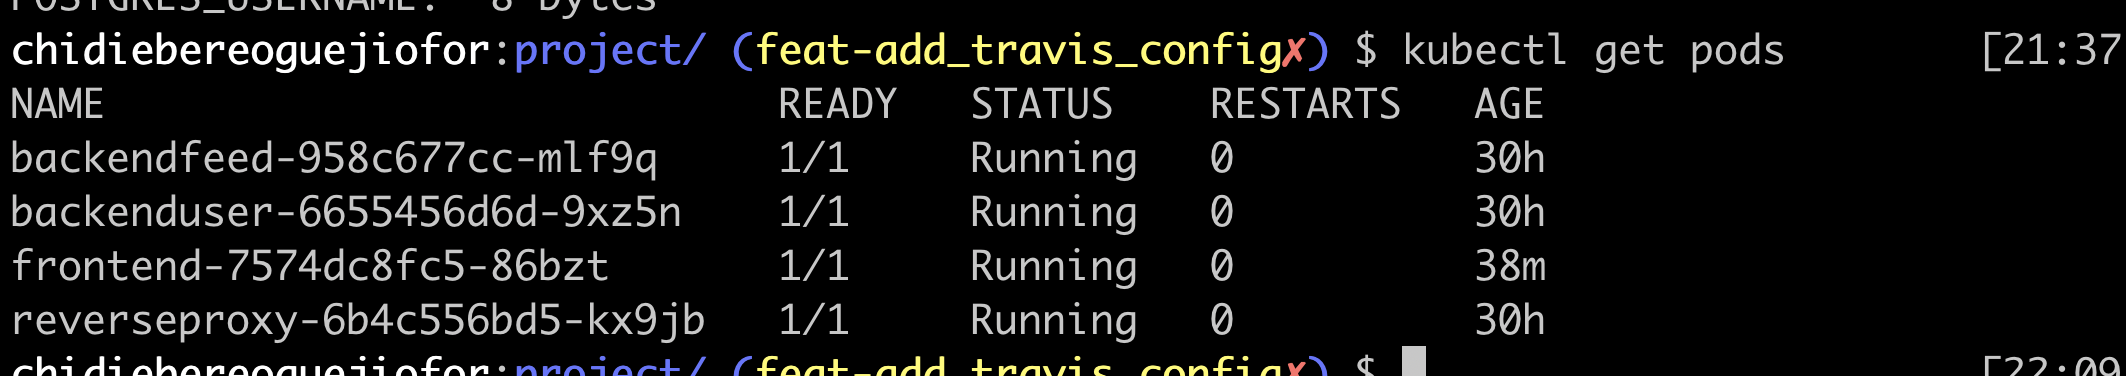 POSTGRES_USERNAME:  8 bytes
chidiebereoguejiofor:project/ (feat-add_travis_config✗) $ kubectl get pods [21:37
NAME READY STATUS RESTARTS AGE
backendfeed-958c677cc-mlf9q 1/1 Running 0 30h
backenduser-6655456d6d-9xz5n 1/1 Running 0 30h
frontend-7574dc8fc5-86bzt 1/1 Running 0 38m
reverseproxy-6b4c556bd5-kx9jb 1/1 Running 0 30h
chidiebereoguejiofor:project/ (feat-add_travis_config✗) $ [22:09